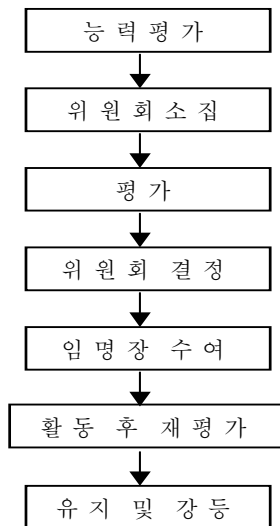 능 력 평 가
위 원 회 소 집
평 가
위 원 회 결 정
임 명 장 수 여
활 동 후 재 평 가
유 지 및 강 등